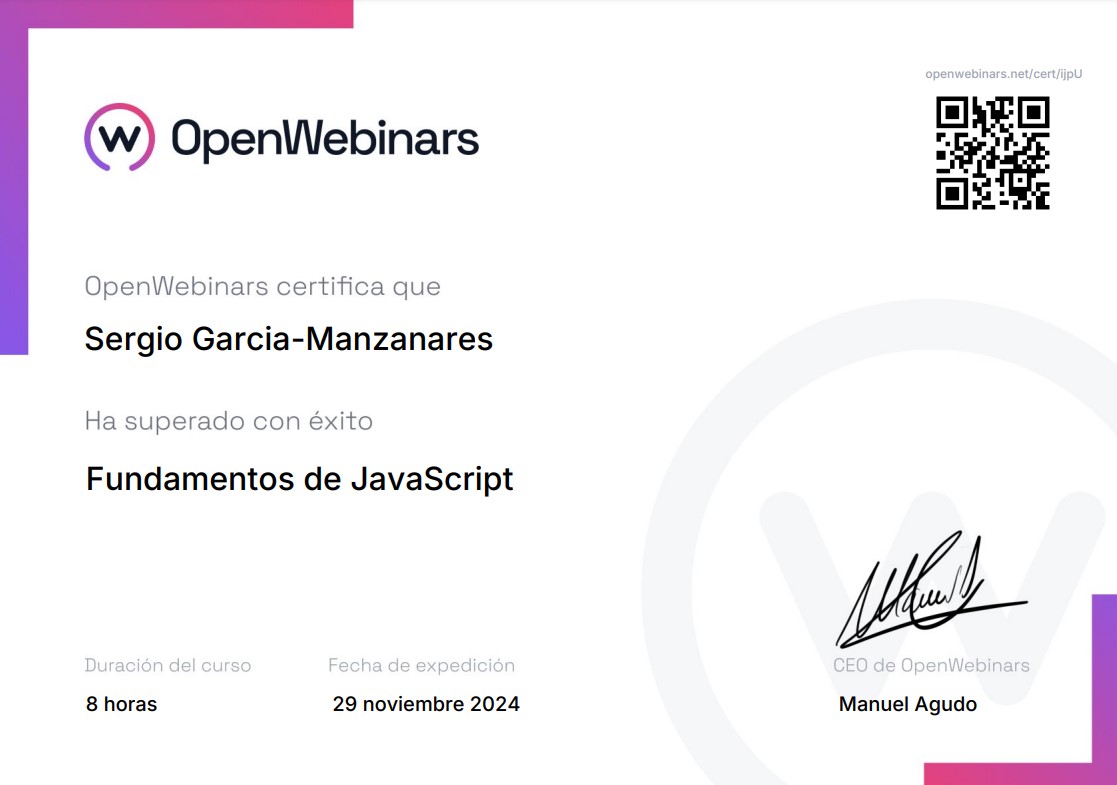 openwebinars.net/cert/ijpU
OpenWebinars
OpenWebinars certifica que
Sergio Garcia-Manzanares
Ha superado con éxito
Fundamentos de JavaScript
Duración del curso
Fecha de expedición
CEO de OpenWebinars
8 horas
29 noviembre 2024
Manuel Agudo